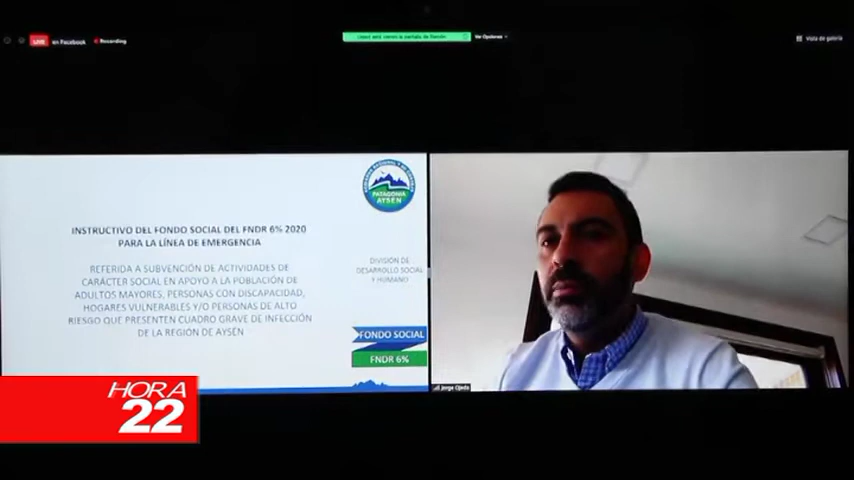 LIVE en Facebook Recording
Ver Opciones
Vista de galería
INSTRUCTIVO DEL FONDO SOCIAL DEL FNDR 6% 2020
PARA LA LÍNEA DE EMERGENCIA
REFERIDA A SUBVENCIÓN DE ACTIVIDADES DE
CARÁCTER SOCIAL EN APOYO A LA POBLACIÓN DE
ADULTOS MAYORES, PERSONAS CON DISCAPACIDAD,
HOGARES VULNERABLES Y/O PERSONAS DE ALTO
RIESGO QUE PRESENTEN CUADRO GRAVE DE INFECCIÓN
DE LA REGIÓN DE AYSÉN
PATAGONIA
AYSÉN
DIVISIÓN DE
DESARROLLO SOCIAL
Y HUMANO
FONDO SOCIAL
FNDR 6%
Jorge Ojeda
HORA
22